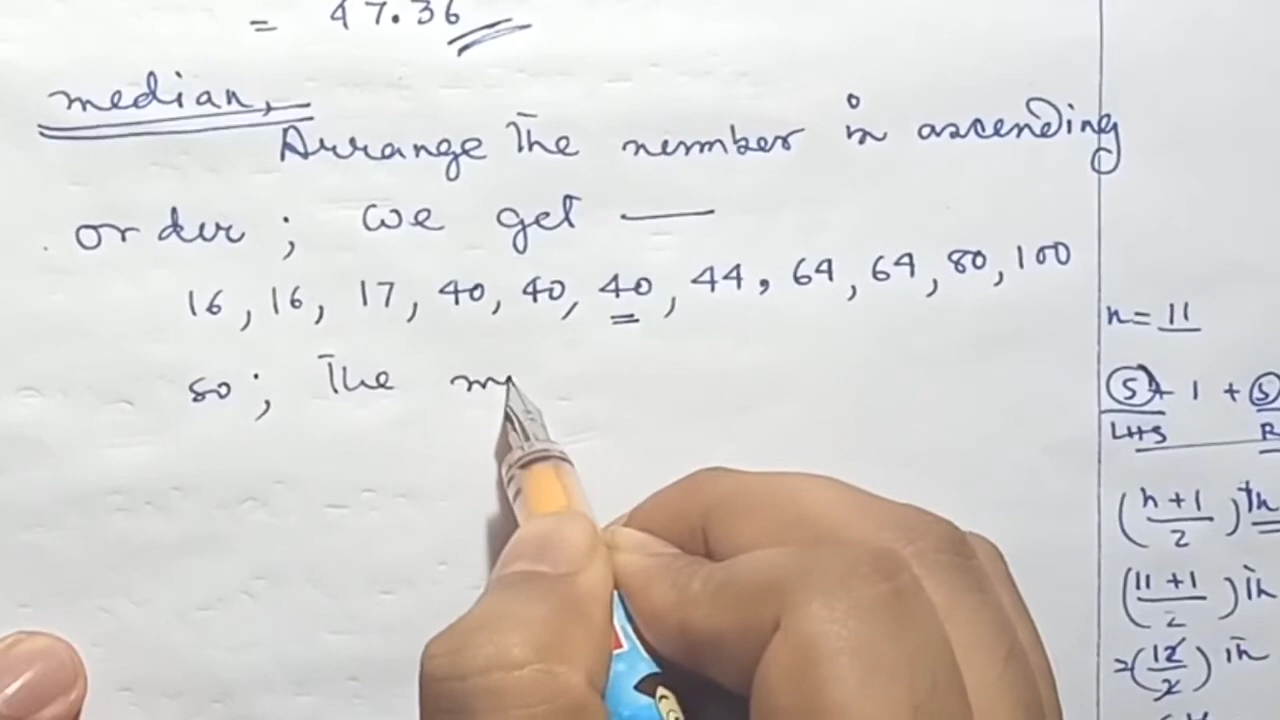 = 47.36
median,
Arrange The number in ascending
order ; we get —
16, 16, 17, 40, 40, 40, 44, 64, 64, 80, 100
so ; The m
n = 11
(5) + 1 + (5)
LHS R
(n+1/2)th
(11+1/2)th
=(12/2)th